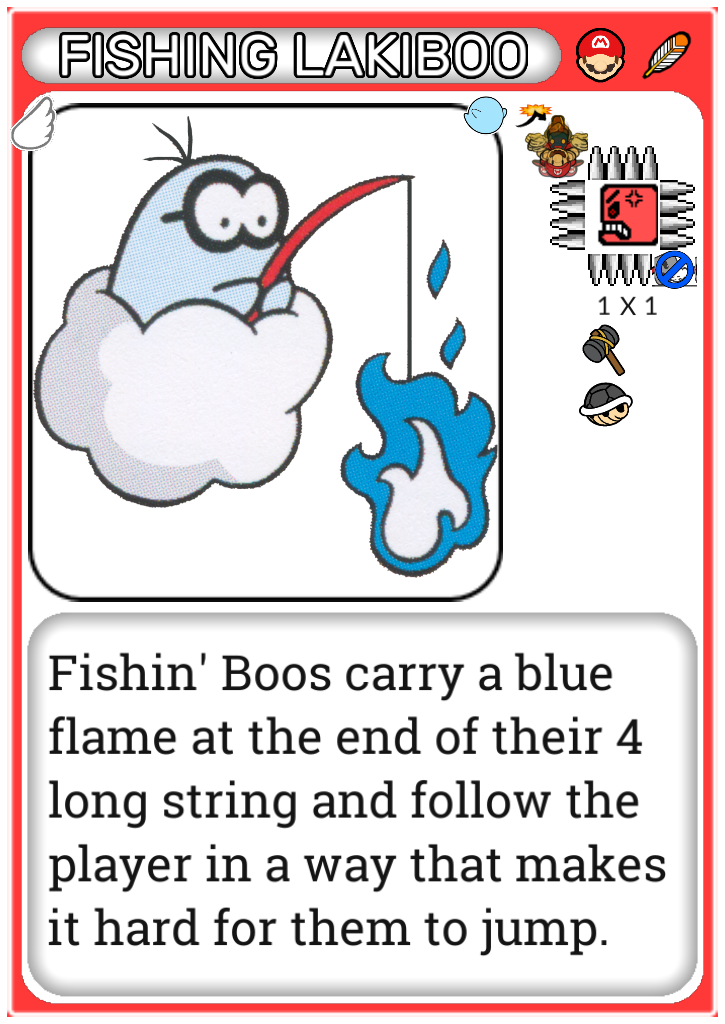 FISHING LAKIBOO
1 X 1
Fishin' Boos carry a blue
flame at the end of their 4
long string and follow the
player in a way that makes
it hard for them to jump.